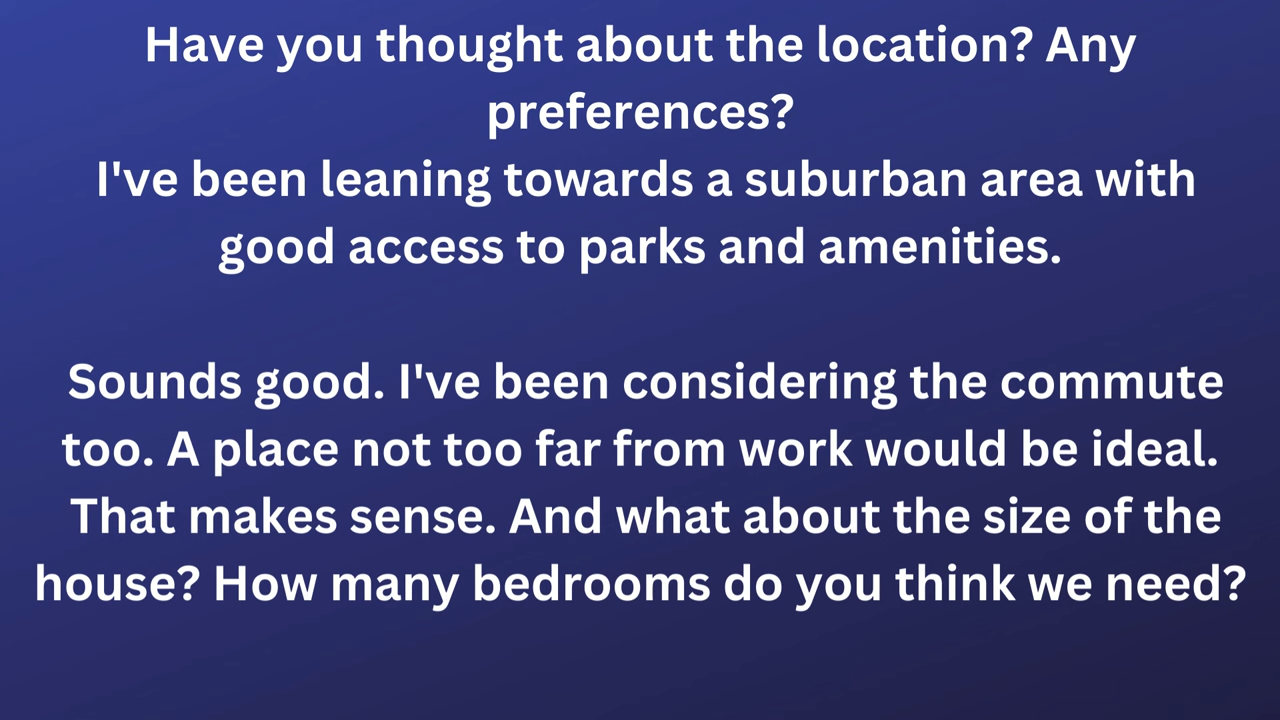 Have you thought about the location? Any
preferences?
I've been leaning towards a suburban area with
good access to parks and amenities.
Sounds good. I've been considering the commute
too. A place not too far from work would be ideal.
That makes sense. And what about the size of the
house? How many bedrooms do you think we need?